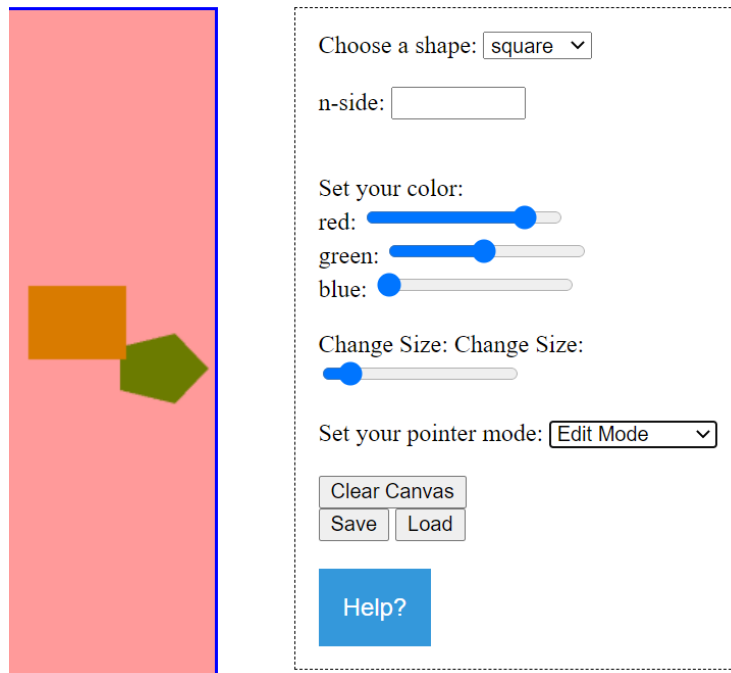 Choose a shape: square
n-side:
Set your color:
red:
green:
blue:
Change Size: Change Size:
Set your pointer mode: Edit Mode
Clear Canvas
Save Load
Help?